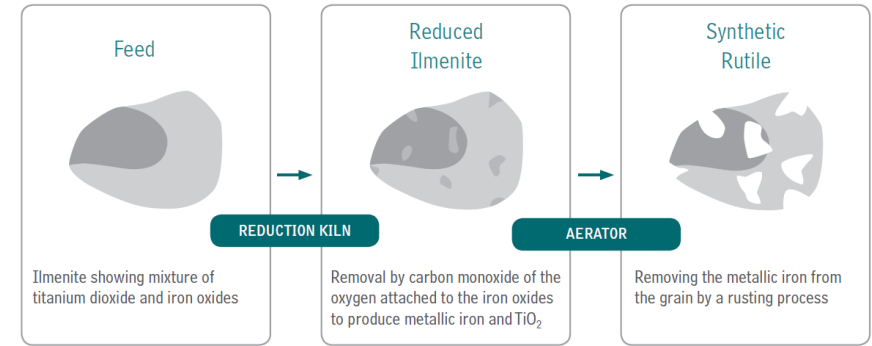 Feed
Reduced
Ilmenite
Synthetic
Rutile
REDUCTION KILN
AERATOR
Ilmenite showing mixture of
titanium dioxide and iron oxides
Removal by carbon monoxide of the
oxygen attached to the iron oxides
to produce metallic iron and TiO₂
Removing the metallic iron from
the grain by a rusting process